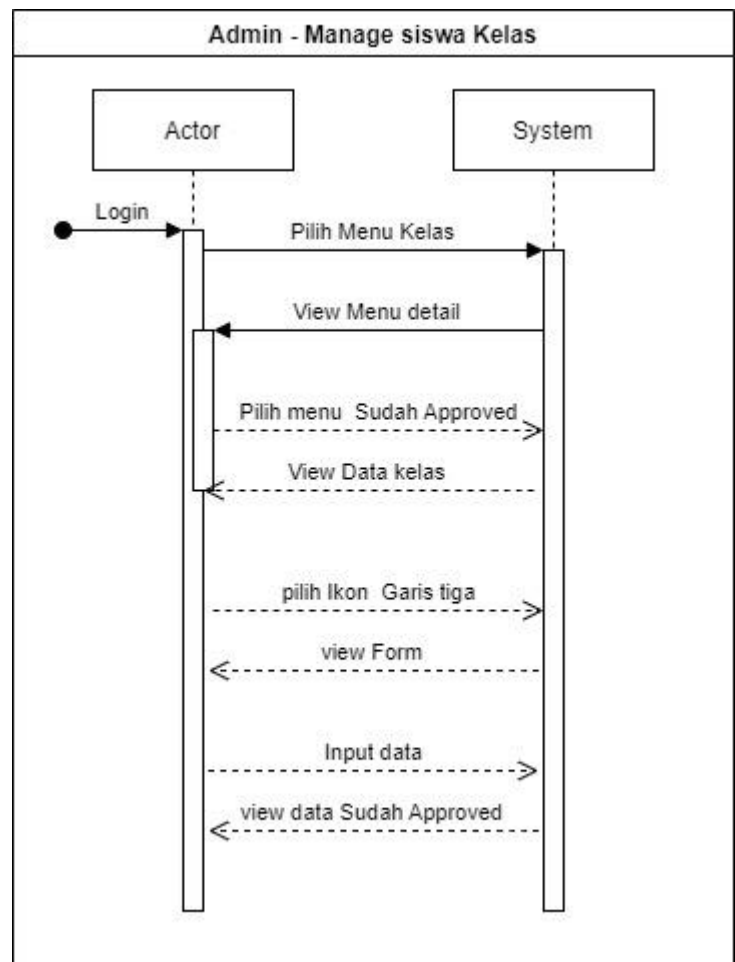 Admin - Manage siswa Kelas
Actor
System
Login
Pilih Menu Kelas
View Menu detail
Pilih menu Sudah Approved
View Data kelas
pilih Ikon Garis tiga
view Form
Input data
view data Sudah Approved